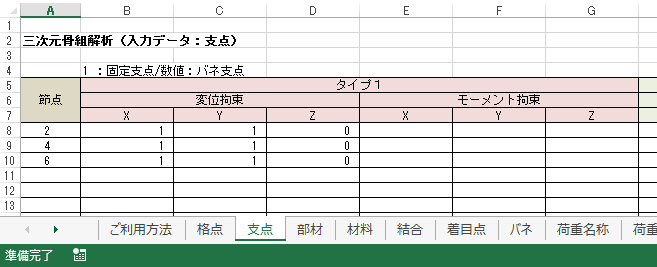 A B C D E F G
1
2 三次元骨組解析（入力データ：支点）
3
4 1 ：固定支点/数値：バネ支点
5 タイプ1
6 節点 変位拘束 モーメント拘束
7 X Y Z X Y Z
8 2 1 1 0
9 4 1 1 0
10 6 1 1 0
11
12
13
ご利用方法 格点 支点 部材 材料 結合 着目点 バネ 荷重名称 荷重
準備完了